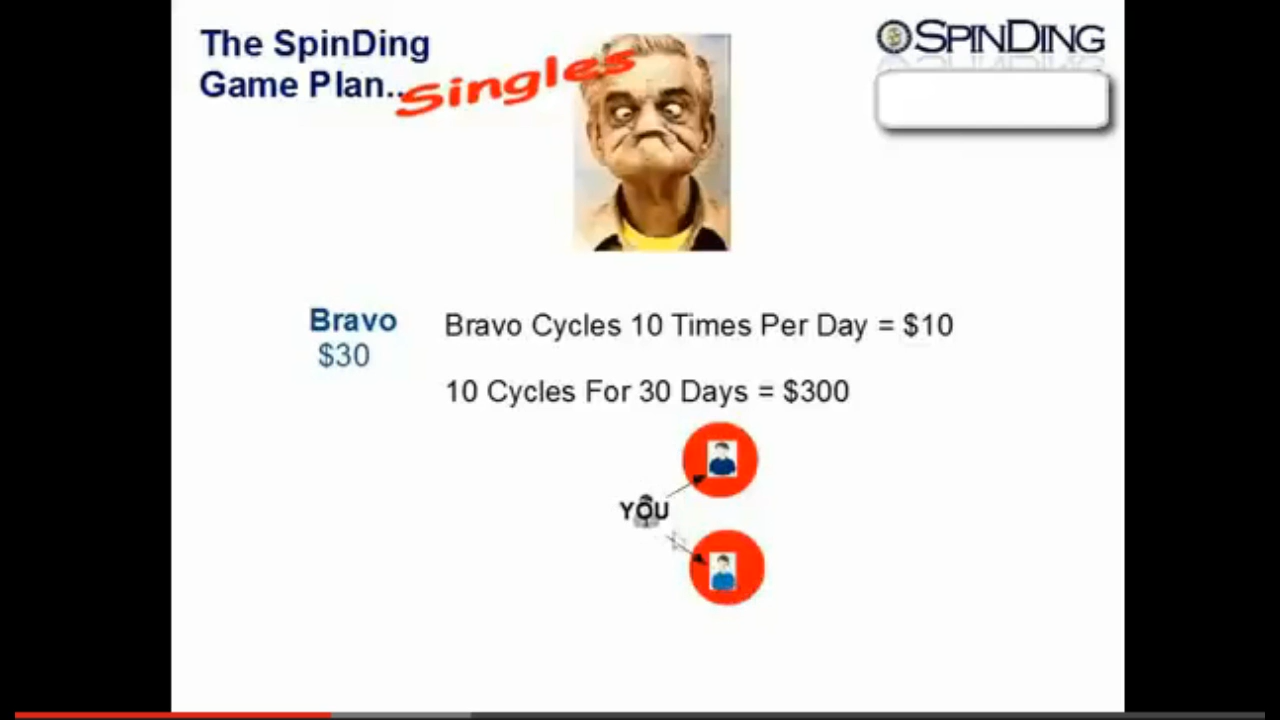 The SpinDing
Game Plan..
Singles
SPINDING
Bravo
$30
Bravo Cycles 10 Times Per Day = $10
10 Cycles For 30 Days = $300
YOU